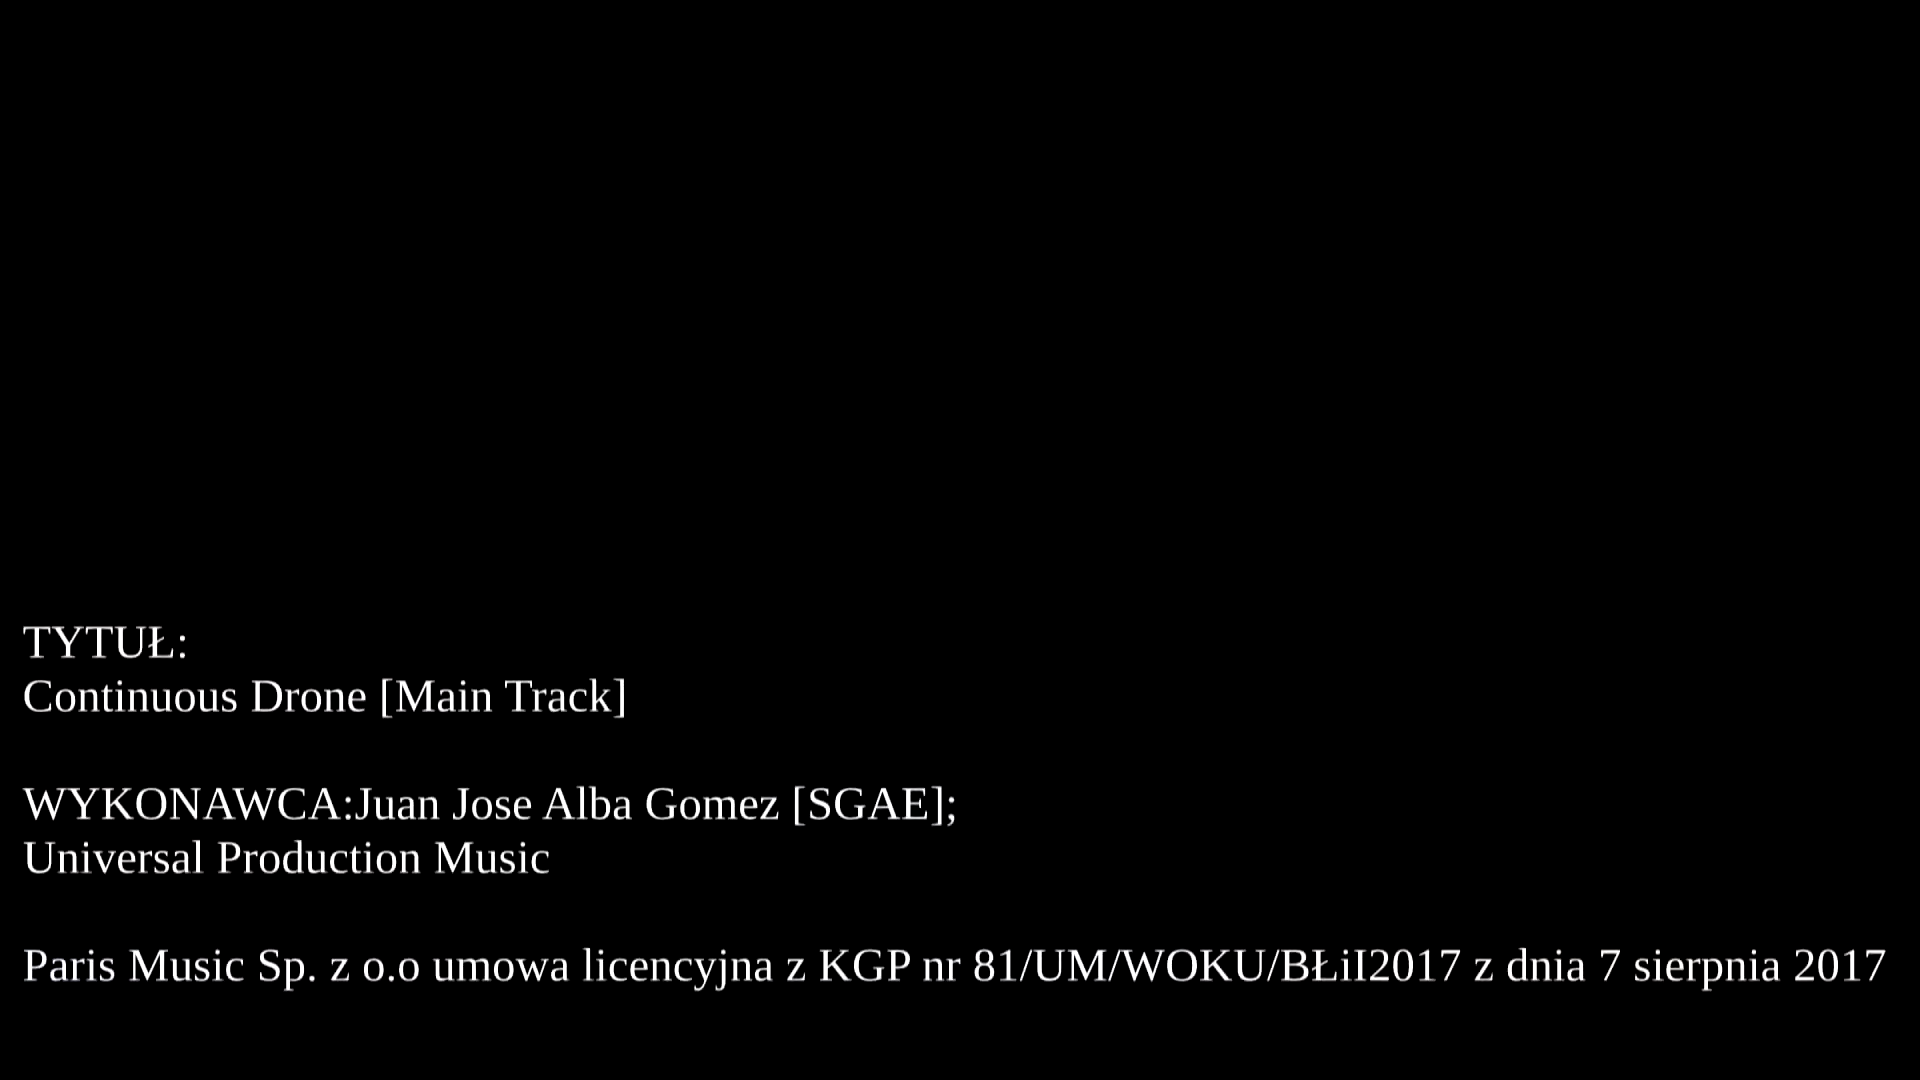 TYTUŁ:
Continuous Drone [Main Track]
WYKONAWCA:Juan Jose Alba Gomez [SGAE];
Universal Production Music
Paris Music Sp. z o.o umowa licencyjna z KGP nr 81/UM/WOKU/BŁiI2017 z dnia 7 sierpnia 2017